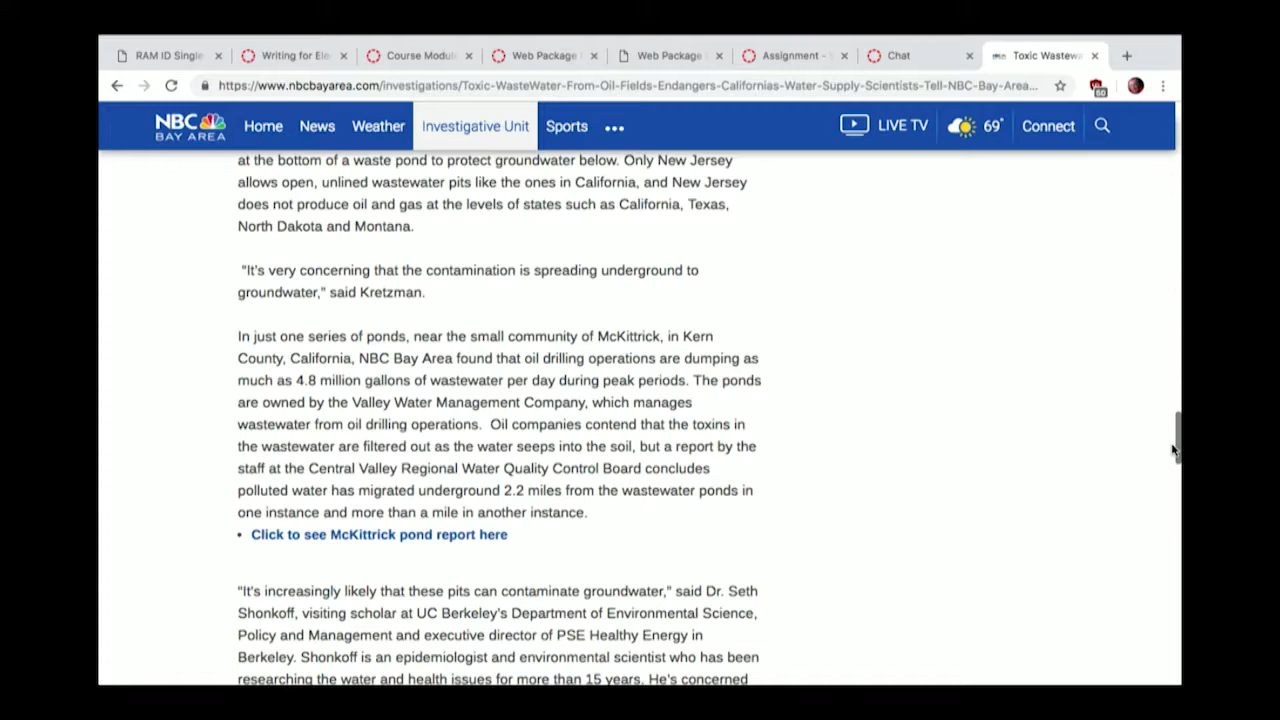 RAM ID Single
Writing for Ele
Course Module
Web Package
Web Package
Assignment -
Chat
Toxic Wastewa
https://www.nbcbayarea.com/investigations/Toxic-WasteWater-From-Oil-Fields-Endangers-Californias-Water-Supply-Scientists-Tell-NBC-Bay-Area...
50
NBC
BAY AREA
Home
News
Weather
Investigative Unit
Sports
LIVE TV
69°
Connect
at the bottom of a waste pond to protect groundwater below. Only New Jersey
allows open, unlined wastewater pits like the ones in California, and New Jersey
does not produce oil and gas at the levels of states such as California, Texas,
North Dakota and Montana.
"It's very concerning that the contamination is spreading underground to
groundwater," said Kretzman.
In just one series of ponds, near the small community of McKittrick, in Kern
County, California, NBC Bay Area found that oil drilling operations are dumping as
much as 4.8 million gallons of wastewater per day during peak periods. The ponds
are owned by the Valley Water Management Company, which manages
wastewater from oil drilling operations. Oil companies contend that the toxins in
the wastewater are filtered out as the water seeps into the soil, but a report by the
staff at the Central Valley Regional Water Quality Control Board concludes
polluted water has migrated underground 2.2 miles from the wastewater ponds in
one instance and more than a mile in another instance.
• Click to see McKittrick pond report here
"It's increasingly likely that these pits can contaminate groundwater," said Dr. Seth
Shonkoff, visiting scholar at UC Berkeley's Department of Environmental Science,
Policy and Management and executive director of PSE Healthy Energy in
Berkeley. Shonkoff is an epidemiologist and environmental scientist who has been
researching the water and health issues for more than 15 years. He's concerned